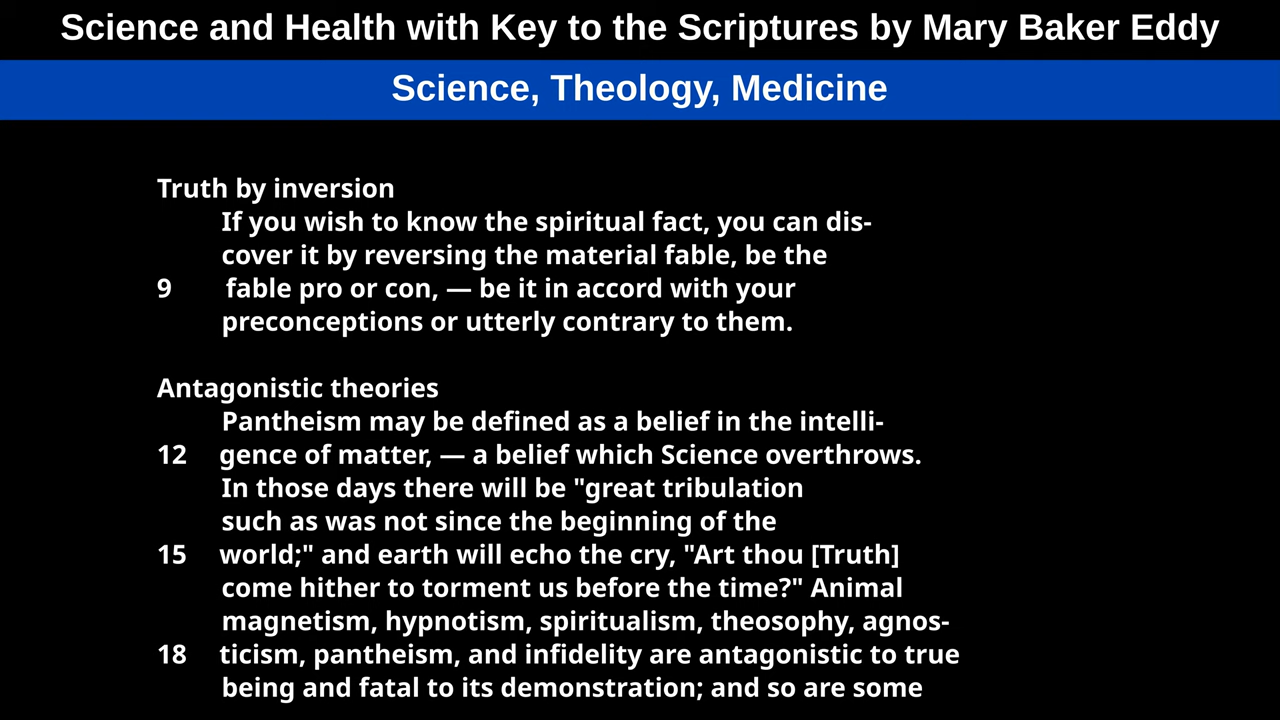 Science and Health with Key to the Scriptures by Mary Baker Eddy
Science, Theology, Medicine
Truth by inversion
If you wish to know the spiritual fact, you can dis-
cover it by reversing the material fable, be the
9 fable pro or con, — be it in accord with your
preconceptions or utterly contrary to them.
Antagonistic theories
Pantheism may be defined as a belief in the intelli-
12 gence of matter, — a belief which Science overthrows.
In those days there will be "great tribulation
such as was not since the beginning of the
15 world;" and earth will echo the cry, "Art thou [Truth]
come hither to torment us before the time?" Animal
magnetism, hypnotism, spiritualism, theosophy, agnos-
18 ticism, pantheism, and infidelity are antagonistic to true
being and fatal to its demonstration; and so are some